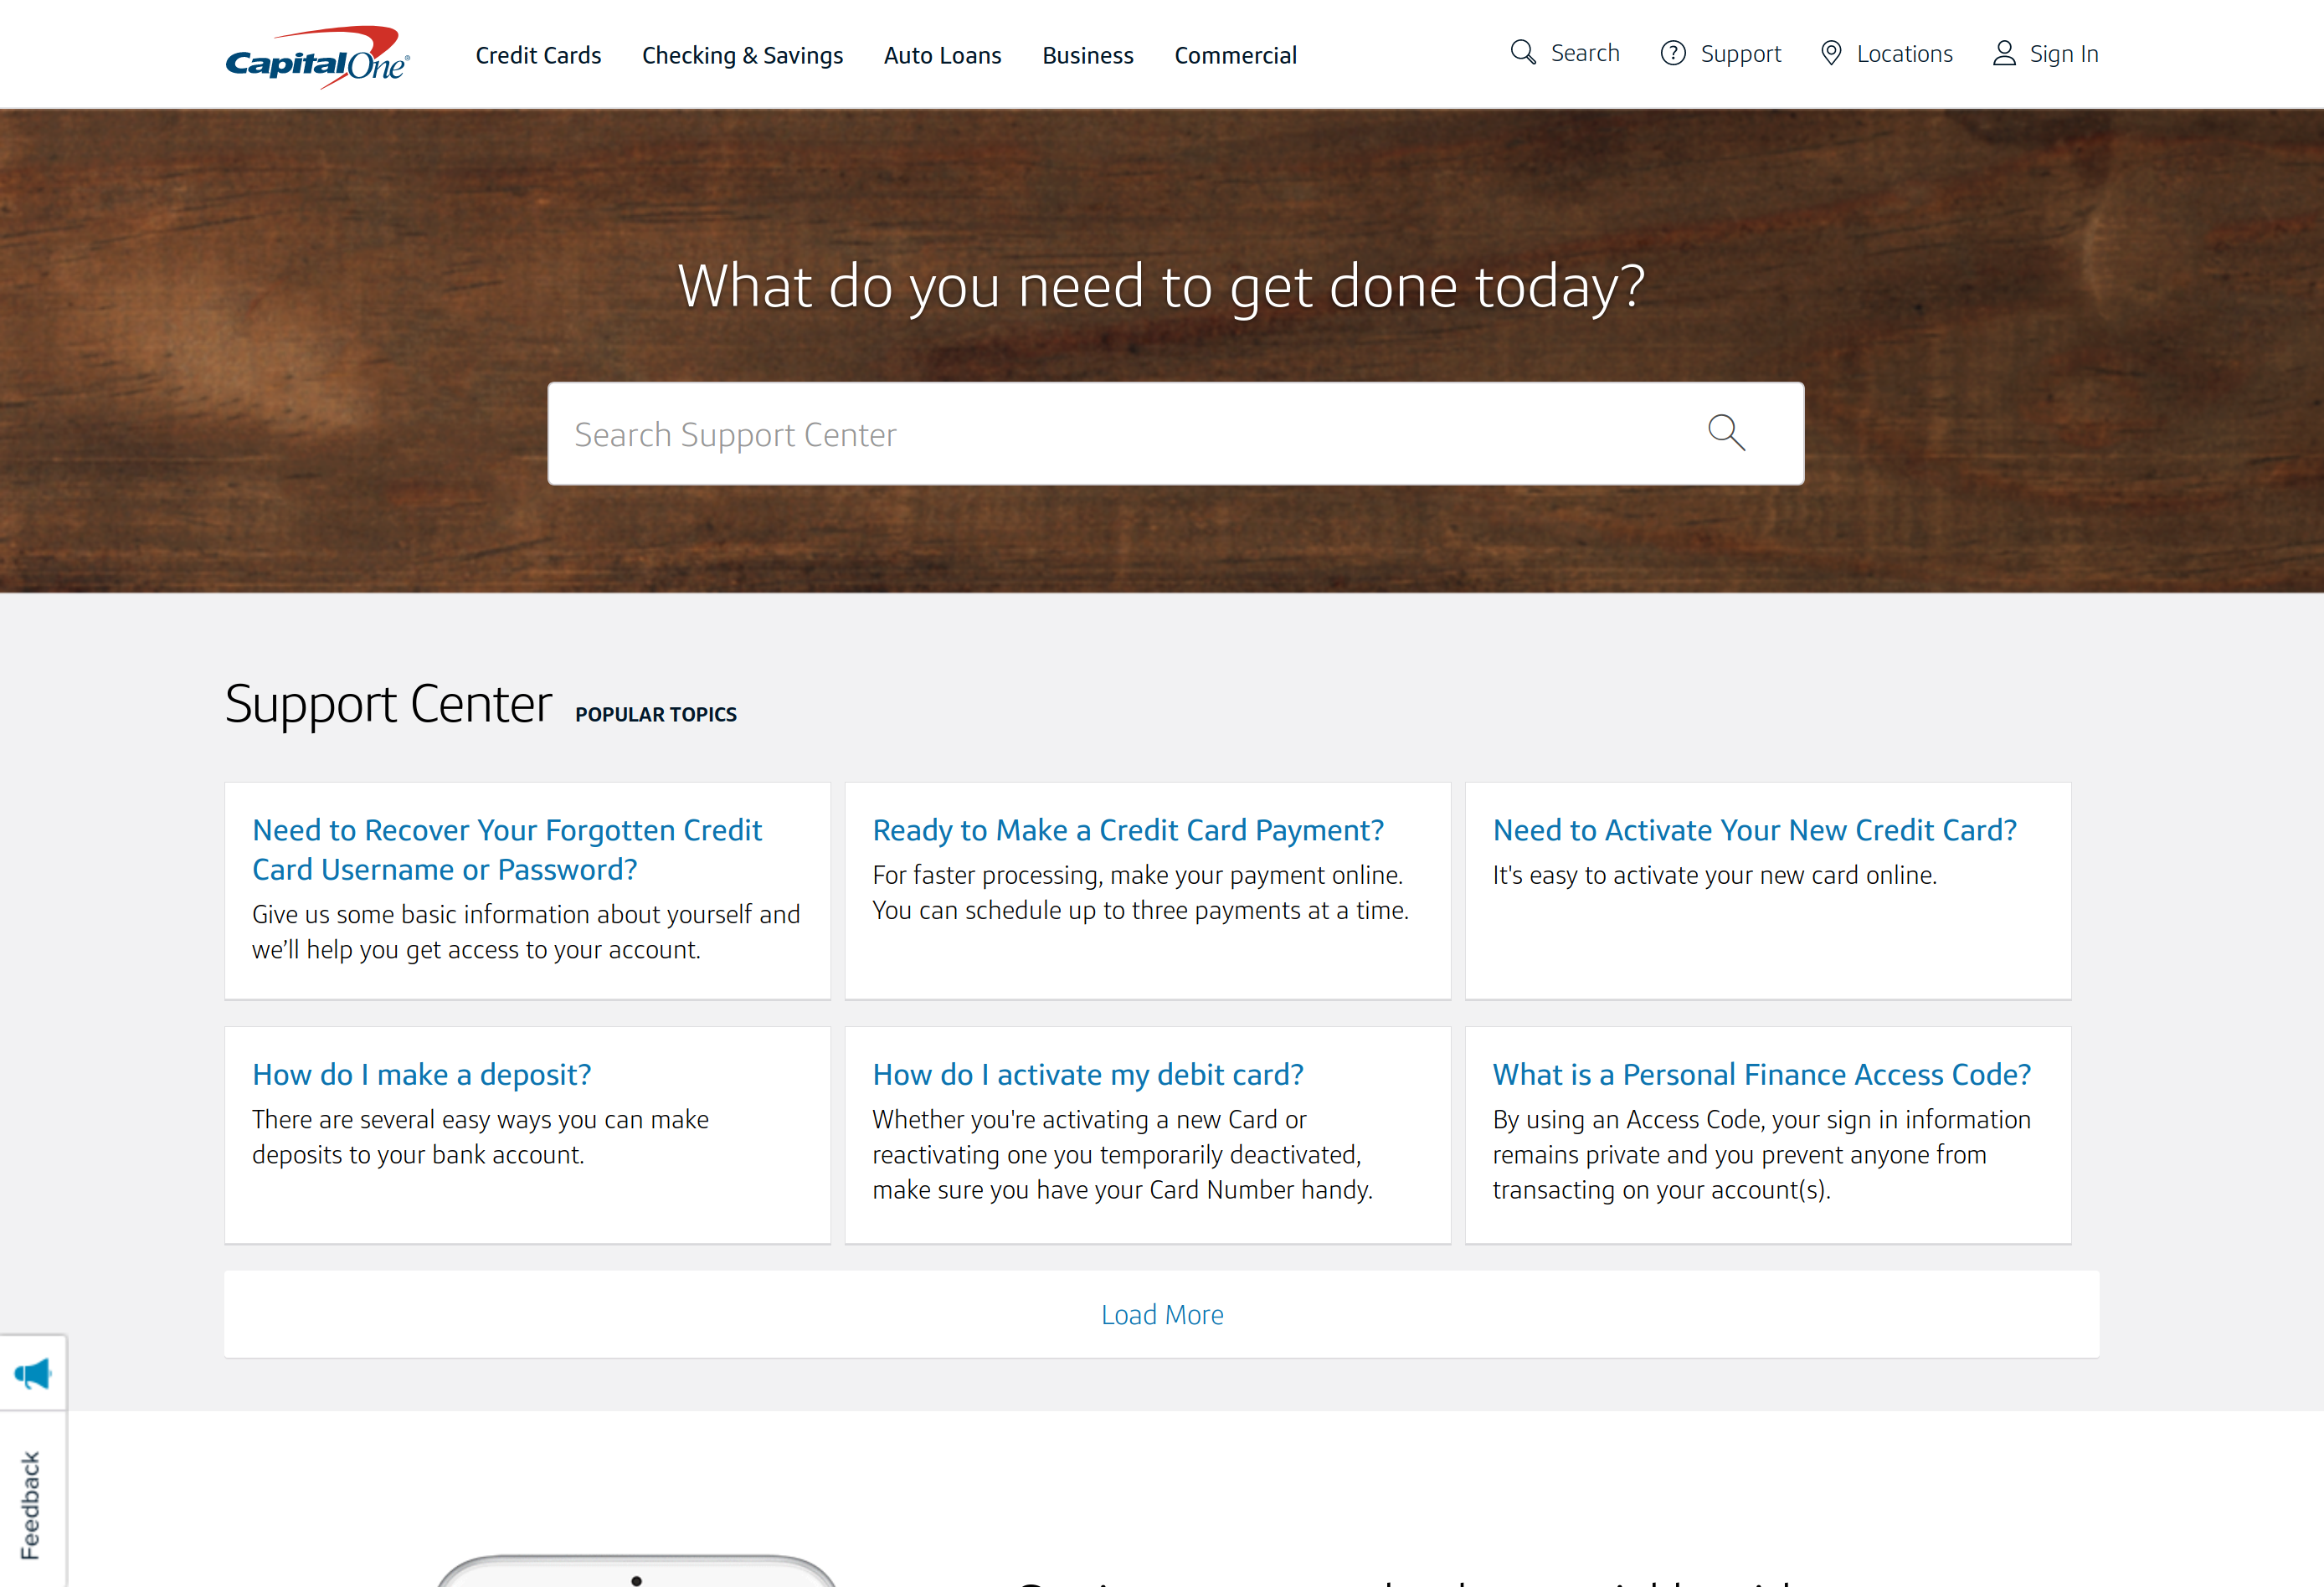 CapitalOne®
Credit Cards
Checking & Savings
Auto Loans
Business
Commercial
Search
Support
Locations
Sign In
What do you need to get done today?
Search Support Center
Support Center
POPULAR TOPICS
Need to Recover Your Forgotten Credit
Card Username or Password?
Give us some basic information about yourself and
we’ll help you get access to your account.
Ready to Make a Credit Card Payment?
For faster processing, make your payment online.
You can schedule up to three payments at a time.
Need to Activate Your New Credit Card?
It's easy to activate your new card online.
How do I make a deposit?
There are several easy ways you can make
deposits to your bank account.
How do I activate my debit card?
Whether you're activating a new Card or
reactivating one you temporarily deactivated,
make sure you have your Card Number handy.
What is a Personal Finance Access Code?
By using an Access Code, your sign in information
remains private and you prevent anyone from
transacting on your account(s).
Load More
Feedback